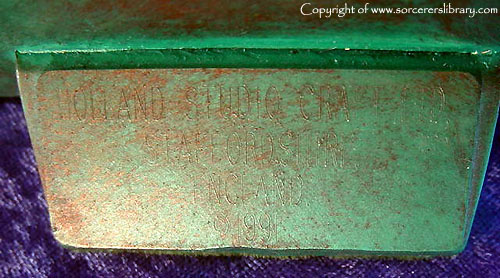 Copyright of www.sorcererslibrary.com
HOLLAND STUDIO
STAFFORDSHIRE
ENGLAND
© 1991